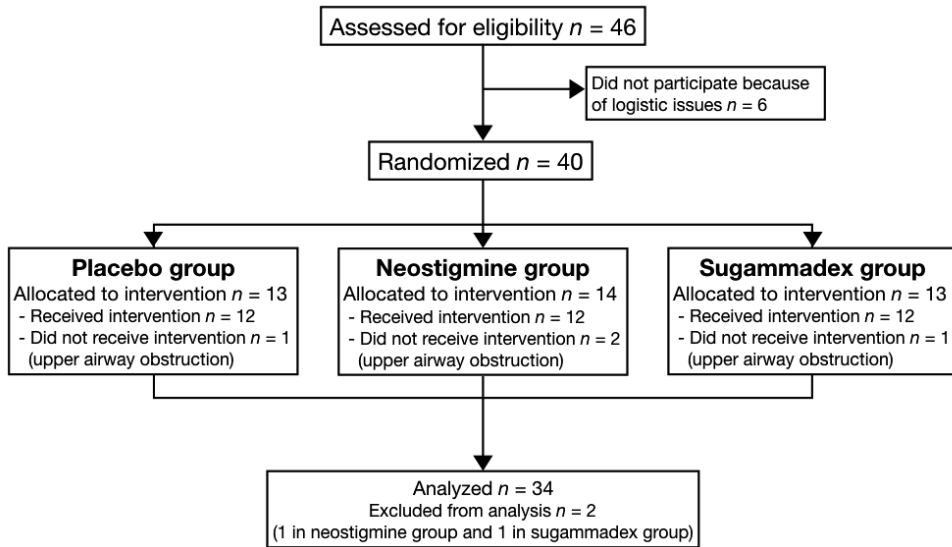 Assessed for eligibility n = 46
Did not participate because
of logistic issues n = 6
Randomized n = 40
Placebo group
Allocated to intervention n = 13
- Received intervention n = 12
- Did not receive intervention n = 1
(upper airway obstruction)
Neostigmine group
Allocated to intervention n = 14
- Received intervention n = 12
- Did not receive intervention n = 2
(upper airway obstruction)
Sugammadex group
Allocated to intervention n = 13
- Received intervention n = 12
- Did not receive intervention n = 1
(upper airway obstruction)
Analyzed n = 34
Excluded from analysis n = 2
(1 in neostigmine group and 1 in sugammadex group)